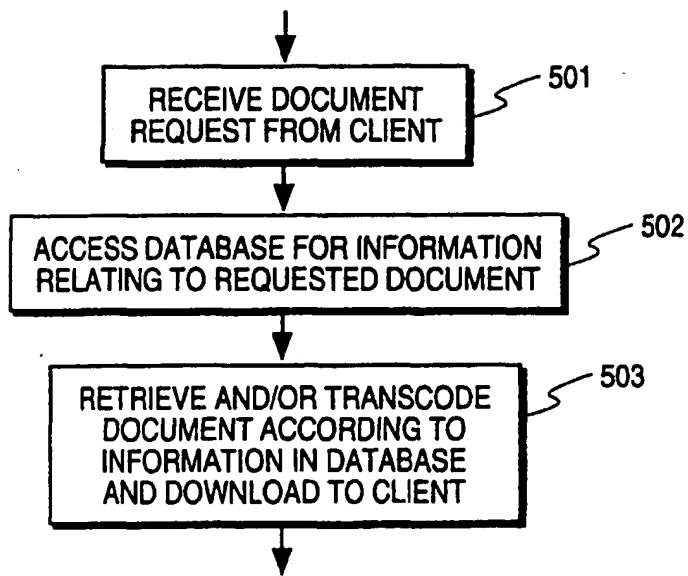 RECEIVE DOCUMENT
REQUEST FROM CLIENT
501
ACCESS DATABASE FOR INFORMATION
RELATING TO REQUESTED DOCUMENT
502
RETRIEVE AND/OR TRANSCODE
DOCUMENT ACCORDING TO
INFORMATION IN DATABASE
AND DOWNLOAD TO CLIENT
503